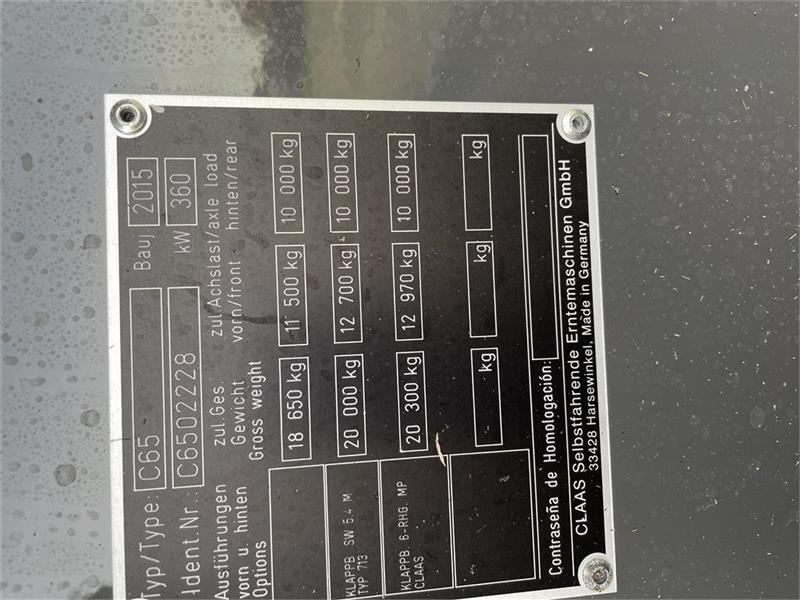 Typ/Type: C65 Bauj. 2015
Ident.Nr.: C6502228 kW 360
Ausführungen zul.Ges. zul.Achslast/axle load
vorn u. hinten Gewicht vorn/front hinten/rear
Options Gross weight
18 650 kg 11 500 kg 10 000 kg
KLAPPB SW 5.4 M 20 000 kg 12 700 kg 10 000 kg
TYP 713
KLAPPB. 6-RHG. MP 20 300 kg 12 970 kg 10 000 kg
CLAAS
kg kg kg
Contraseña de Homologación:
CLAAS Selbstfahrende Erntemaschinen GmbH
33428 Harsewinkel, Made in Germany